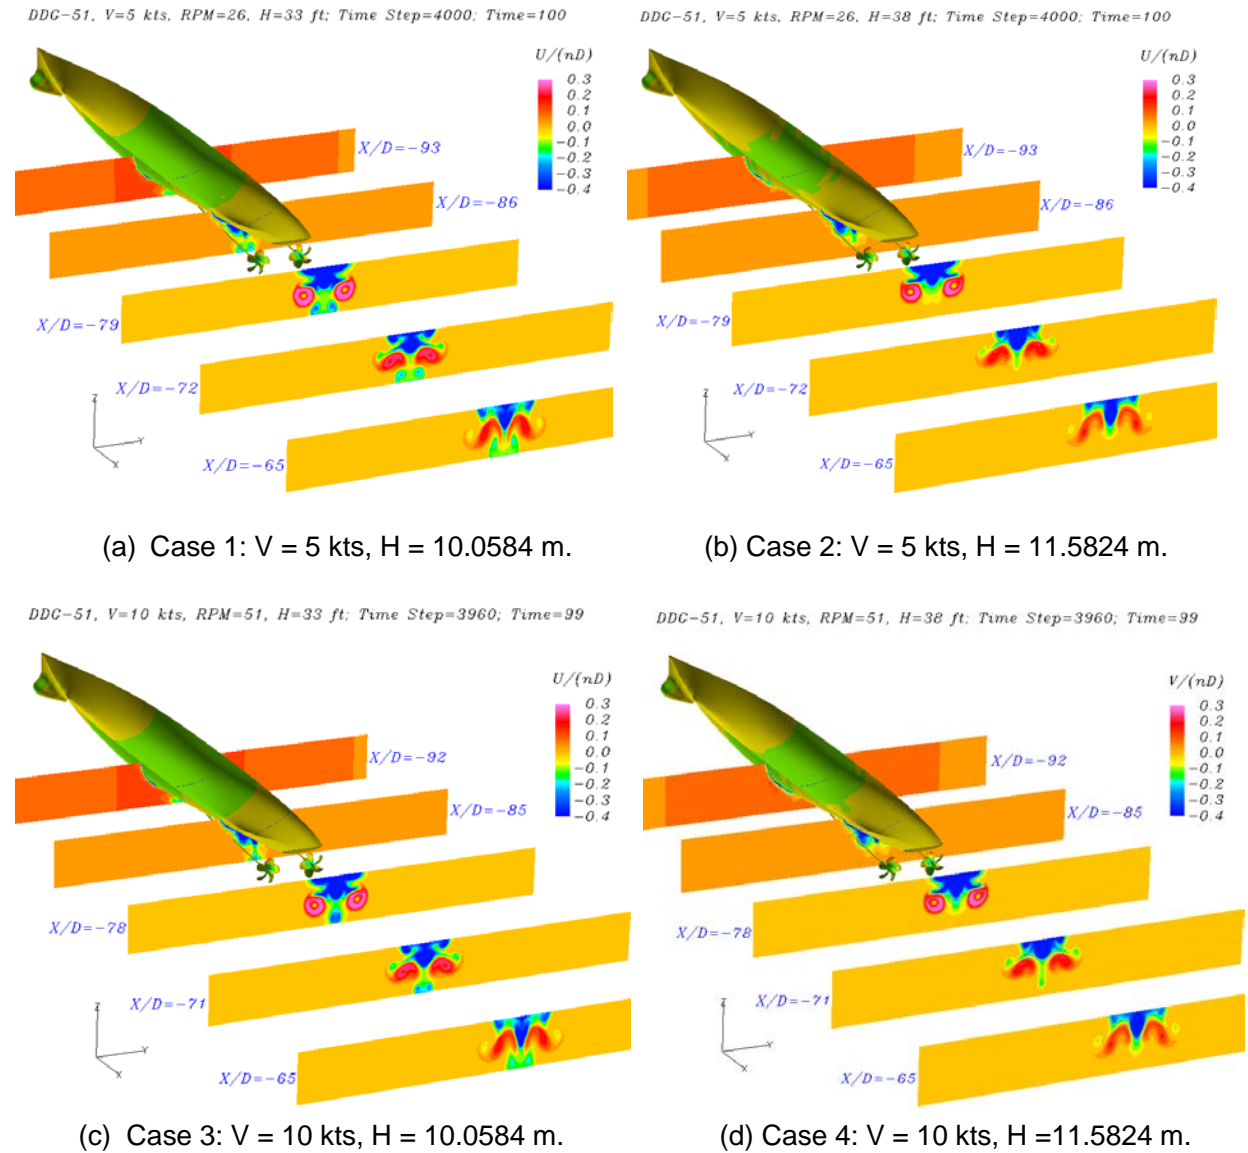 DDG-51, V=5 kts, RPM=26, H=33 ft; Time Step=4000; Time=100
U/(nD)
0.3
0.2
0.1
0.0
-0.1
-0.2
-0.3
-0.4
X/D=-93
X/D=-86
X/D=-79
X/D=-72
X/D=-65
Z
Y
X
(a) Case 1: V = 5 kts, H = 10.0584 m.
DDG-51, V=5 kts, RPM=26, H=38 ft; Time Step=4000; Time=100
U/(nD)
0.3
0.2
0.1
0.0
-0.1
-0.2
-0.3
-0.4
X/D=-93
X/D=-86
X/D=-79
X/D=-72
X/D=-65
Z
Y
X
(b) Case 2: V = 5 kts, H = 11.5824 m.
DDG-51, V=10 kts, RPM=51, H=33 ft; Time Step=3960; Time=99
U/(nD)
0.3
0.2
0.1
0.0
-0.1
-0.2
-0.3
-0.4
X/D=-92
X/D=-85
X/D=-78
X/D=-71
X/D=-65
Z
Y
X
(c) Case 3: V = 10 kts, H = 10.0584 m.
DDG-51, V=10 kts, RPM=51, H=38 ft; Time Step=3960; Time=99
V/(nD)
0.3
0.2
0.1
0.0
-0.1
-0.2
-0.3
-0.4
X/D=-92
X/D=-85
X/D=-78
X/D=-71
X/D=-65
Z
Y
X
(d) Case 4: V = 10 kts, H =11.5824 m.